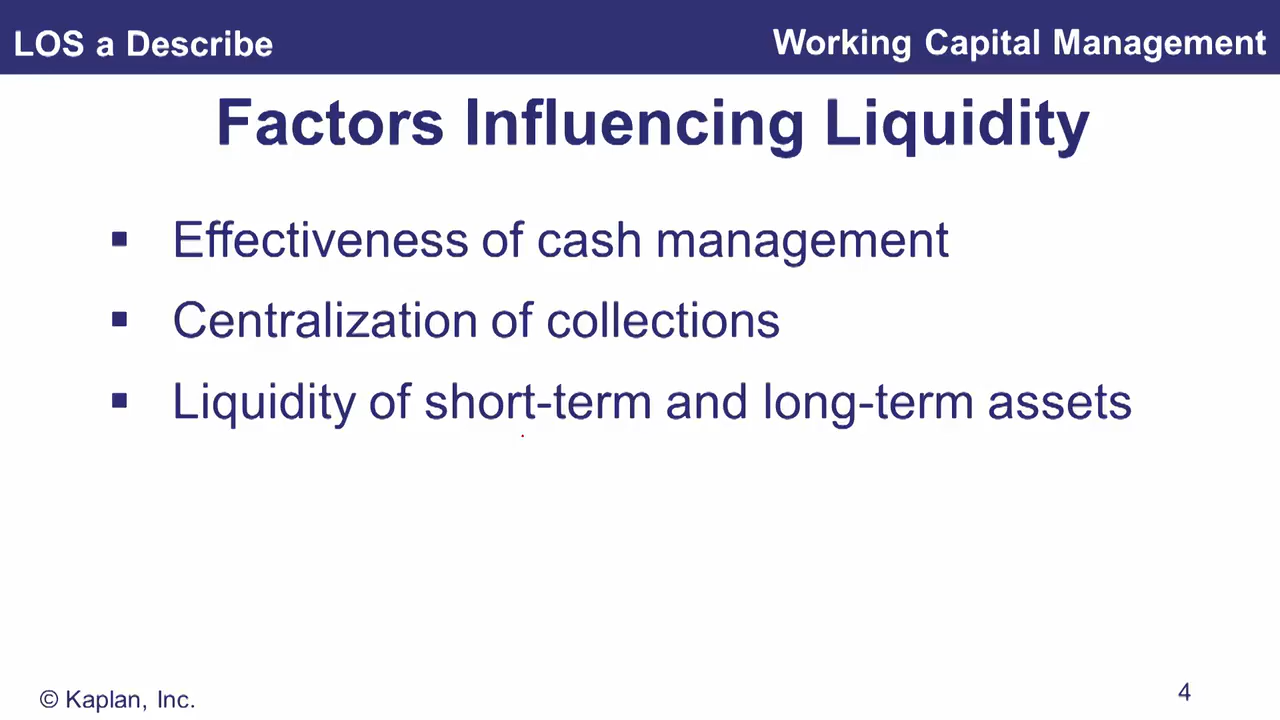 LOS a Describe
Working Capital Management
Factors Influencing Liquidity
▪ Effectiveness of cash management
▪ Centralization of collections
▪ Liquidity of short-term and long-term assets
© Kaplan, Inc.
4